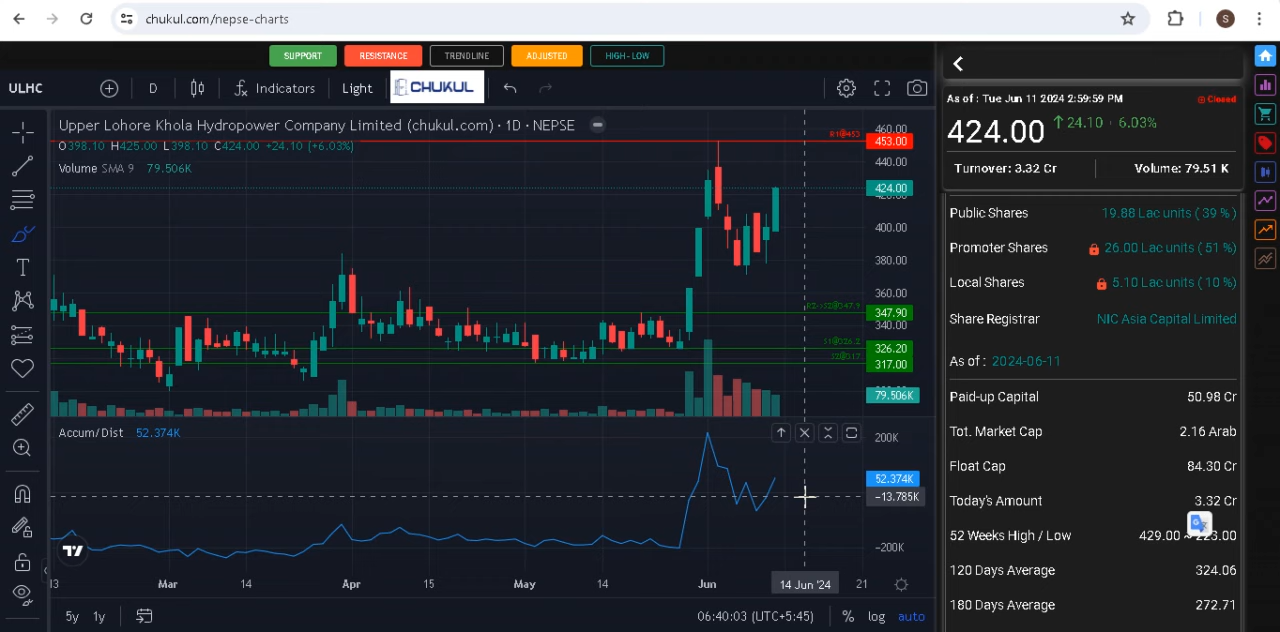 chukul.com/nepse-charts
S
SUPPORT RESISTANCE TRENDLINE ADJUSTED HIGH-LOW
ULHC D Indicators Light CHUKUL
Upper Lohore Khola Hydropower Company Limited (chukul.com) · 1D · NEPSE
O398.10 H425.00 L398.10 C424.00 +24.10 (+6.03%)
Volume SMA 9 79.506K
R1@453
460.00
453.00
440.00
424.00
420.00
400.00
380.00
360.00
347.90
340.00
S1@326.2
326.20
S2@317
317.00
79.506K
Accum/Dist 52.374K
200K
52.374K
−13.785K
−200K
13 Mar 14 Apr 15 May 14 Jun 14 Jun '24 21
5y 1y 06:40:03 (UTC+5:45) % log auto
As of : Tue Jun 11 2024 2:59:59 PM Closed
424.00 24.10 · 6.03%
Turnover: 3.32 Cr Volume: 79.51 K
Public Shares 19.88 Lac units ( 39 % )
Promoter Shares 26.00 Lac units ( 51 % )
Local Shares 5.10 Lac units ( 10 % )
Share Registrar NIC Asia Capital Limited
As of : 2024-06-11
Paid-up Capital 50.98 Cr
Tot. Market Cap 2.16 Arab
Float Cap 84.30 Cr
Today's Amount 3.32 Cr
52 Weeks High / Low 429.00
120 Days Average 324.06
180 Days Average 272.71